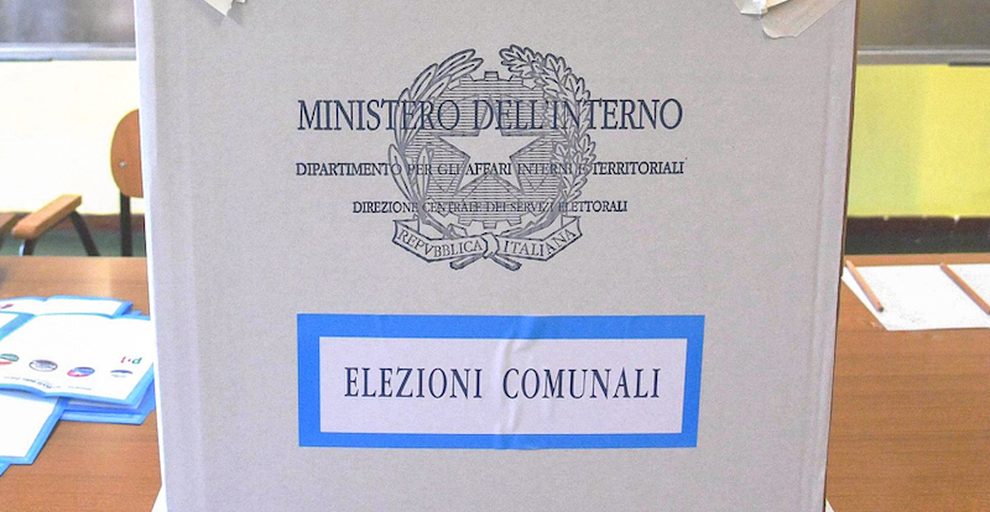 MINISTERO DELL'INTERNO
DIPARTIMENTO PER GLI AFFARI INTERNI E TERRITORIALI
DIREZIONE CENTRALE DEI SERVIZI ELETTORALI
REPVBBLICA ITALIANA
ELEZIONI COMUNALI